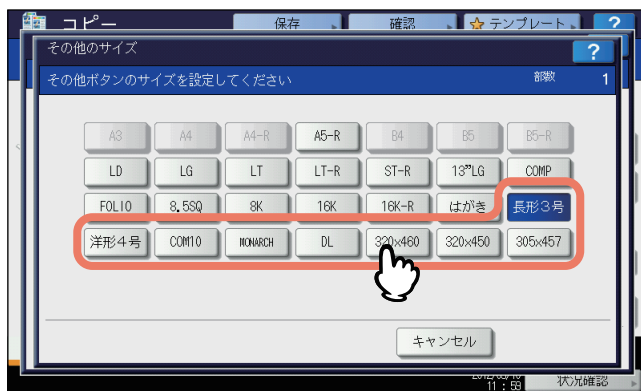 コピー 保存 確認 テンプレート ?
その他のサイズ ?
その他ボタンのサイズを設定してください 部数 1
A3 A4 A4-R A5-R B4 B5 B5-R
LD LG LT LT-R ST-R 13”LG COMP
FOLIO 8.5SQ 8K 16K 16K-R はがき 長形3号
洋形4号 COM10 MONARCH DL 320x460 320x450 305x457
キャンセル
11:59 状況確認